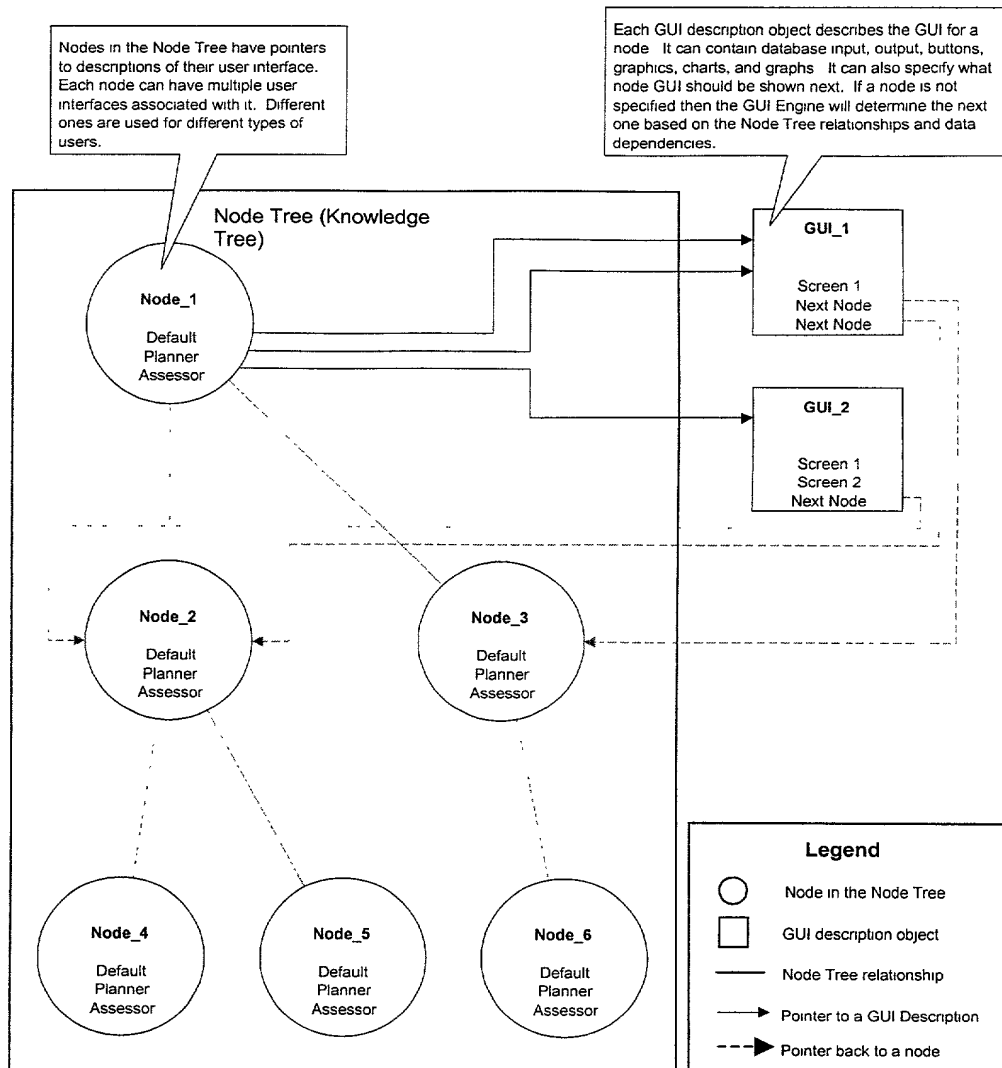 Nodes in the Node Tree have pointers
to descriptions of their user interface.
Each node can have multiple user
interfaces associated with it. Different
ones are used for different types of
users.
Each GUI description object describes the GUI for a
node It can contain database input, output, buttons,
graphics, charts, and graphs It can also specify what
node GUI should be shown next. If a node is not
specified then the GUI Engine will determine the next
one based on the Node Tree relationships and data
dependencies.
Node Tree (Knowledge
Tree)
Node_1
Default
Planner
Assessor
GUI_1
Screen 1
Next Node
Next Node
GUI_2
Screen 1
Screen 2
Next Node
Node_2
Default
Planner
Assessor
Node_3
Default
Planner
Assessor
Node_4
Default
Planner
Assessor
Node_5
Default
Planner
Assessor
Node_6
Default
Planner
Assessor
Legend
Node in the Node Tree
GUI description object
Node Tree relationship
Pointer to a GUI Description
Pointer back to a node